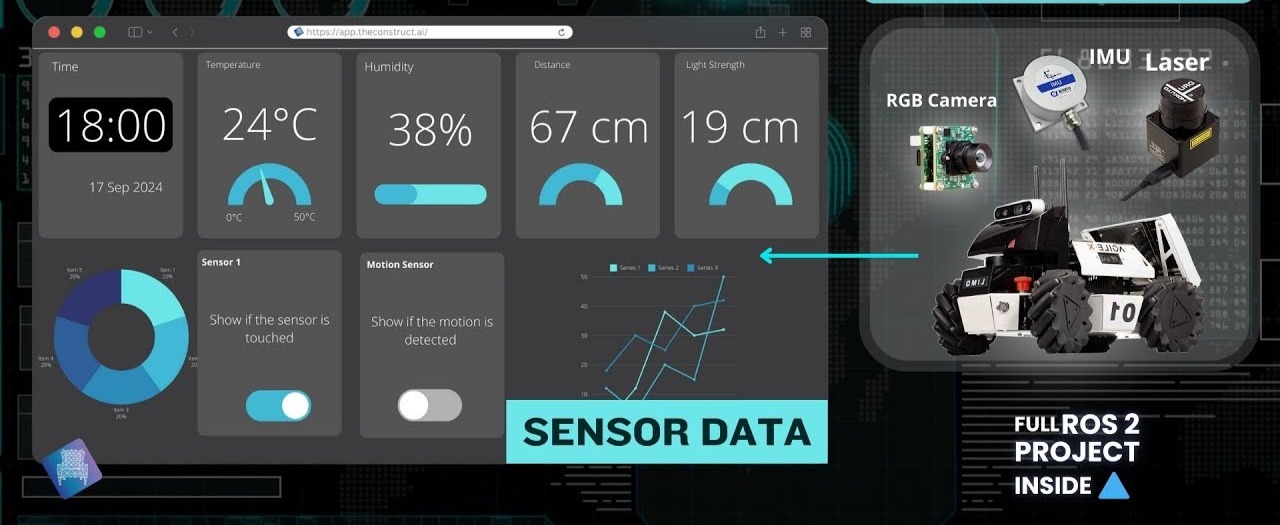 https://app.theconstruct.ai/
Time
18:00
17 Sep 2024
Temperature
24°C
0°C
50°C
Humidity
38%
Distance
67 cm
Light Strength
19 cm
Item 5
20%
Item 1
20%
Item 4
20%
Item 3
20%
Sensor 1
Show if the sensor is
touched
Motion Sensor
Show if the motion is
detected
Series 1
Series 2
Series 3
50
40
30
20
10
SENSOR DATA
RGB Camera
IMU
Laser
IMU
LIMO
10
FULL ROS 2
PROJECT
INSIDE